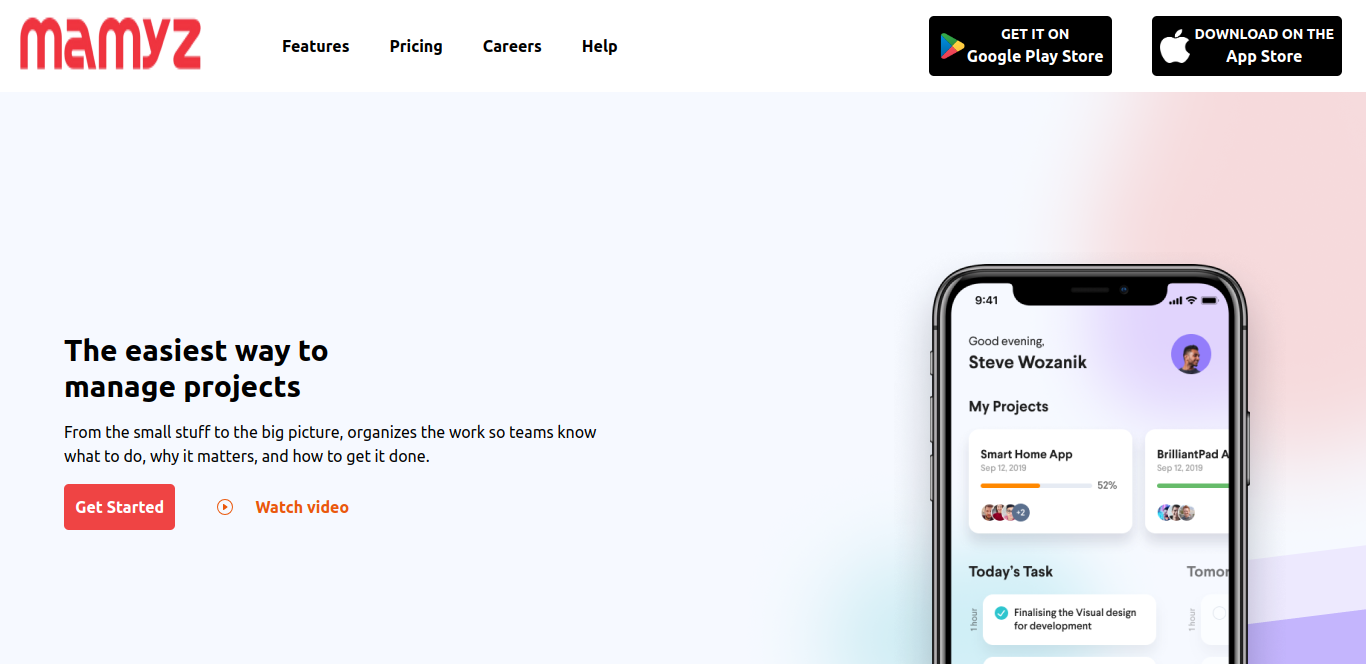 mamyz
Features
Pricing
Careers
Help
GET IT ON
Google Play Store
DOWNLOAD ON THE
App Store
The easiest way to
manage projects
From the small stuff to the big picture, organizes the work so teams know
what to do, why it matters, and how to get it done.
Get Started
Watch video
9:41
Good evening,
Steve Wozanik
My Projects
Smart Home App
Sep 12, 2019
52%
+2
BrilliantPad A
Sep 12, 2019
Today's Task
Tomor
1 hour
Finalising the Visual design
for development
1 hour